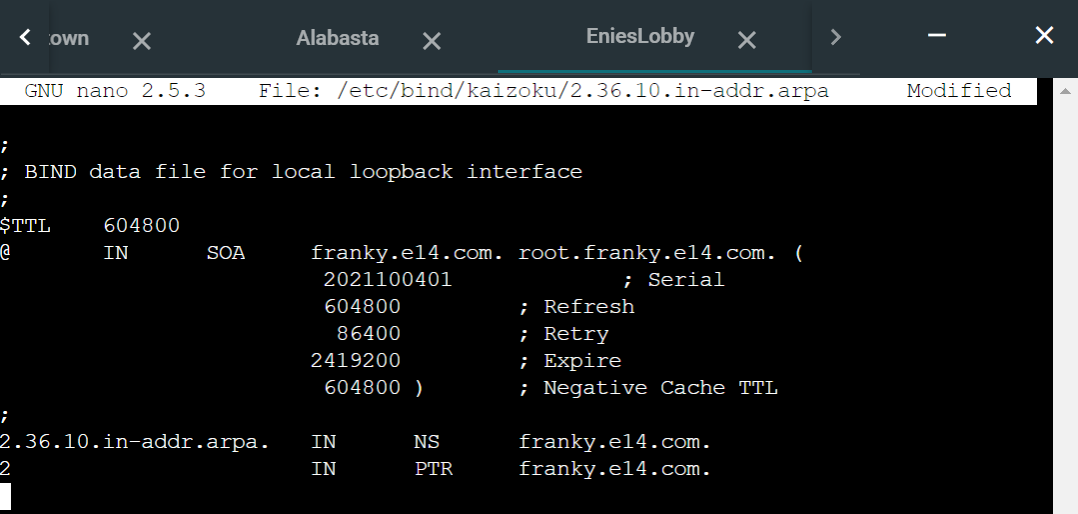 town Alabasta EniesLobby
GNU nano 2.5.3 File: /etc/bind/kaizoku/2.36.10.in-addr.arpa Modified
;
; BIND data file for local loopback interface
;
$TTL 604800
@ IN SOA franky.e14.com. root.franky.e14.com. (
2021100401 ; Serial
604800 ; Refresh
86400 ; Retry
2419200 ; Expire
604800 ) ; Negative Cache TTL
;
2.36.10.in-addr.arpa. IN NS franky.e14.com.
2 IN PTR franky.e14.com.